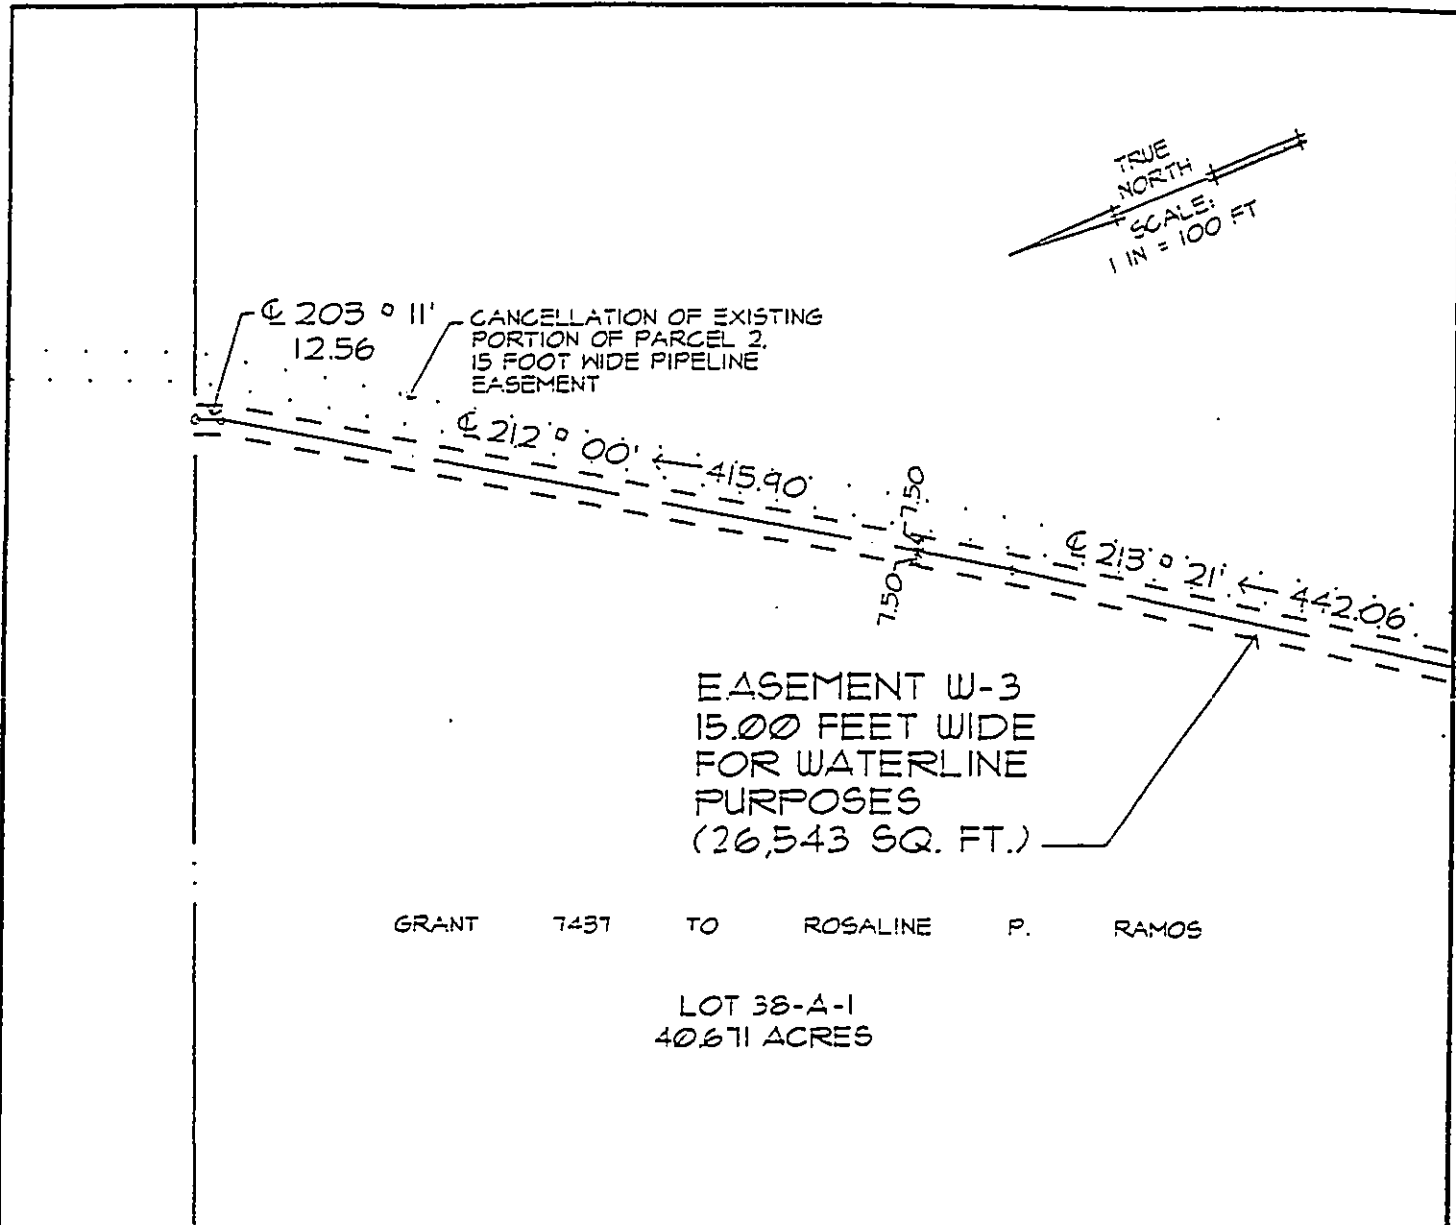 TRUE
NORTH
SCALE:
1 IN = 100 FT
℄ 203 ° 11'
12.56
CANCELLATION OF EXISTING
PORTION OF PARCEL 2,
15 FOOT WIDE PIPELINE
EASEMENT
℄ 212 ° 00' ← 415.90
7.50
7.50
℄ 213 ° 21' ← 442.06
EASEMENT W-3
15.00 FEET WIDE
FOR WATERLINE
PURPOSES
(26,543 SQ. FT.)
GRANT 7437 TO ROSALINE P. RAMOS
LOT 38-A-1
40.671 ACRES